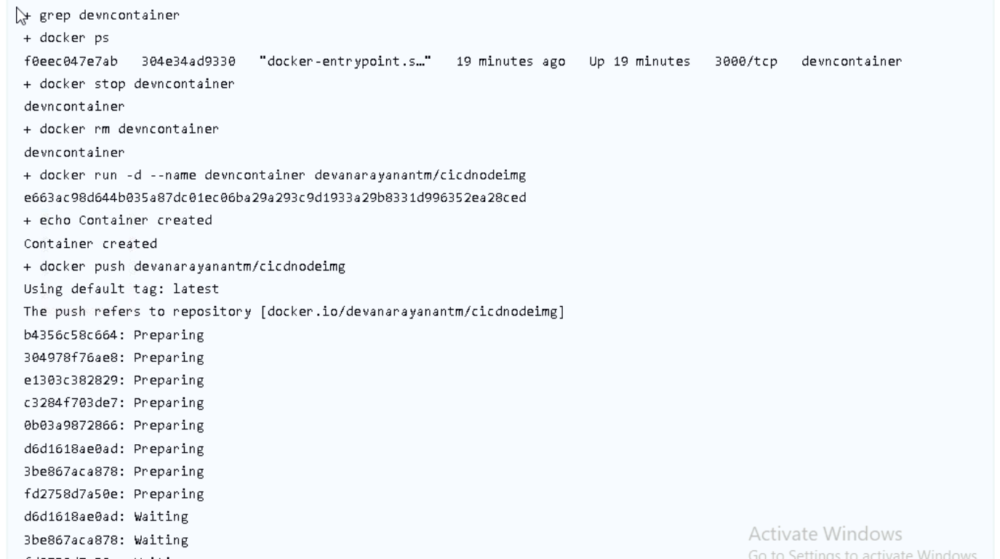 + grep devncontainer
+ docker ps
f0eec047e7ab   304e34ad9330   "docker-entrypoint.s…"   19 minutes ago   Up 19 minutes   3000/tcp   devncontainer
+ docker stop devncontainer
devncontainer
+ docker rm devncontainer
devncontainer
+ docker run -d --name devncontainer devanarayanantm/cicdnodeimg
e663ac98d644b035a87dc01ec06ba29a293c9d1933a29b8331d996352ea28ced
+ echo Container created
Container created
+ docker push devanarayanantm/cicdnodeimg
Using default tag: latest
The push refers to repository [docker.io/devanarayanantm/cicdnodeimg]
b4356c58c664: Preparing
304978f76ae8: Preparing
e1303c382829: Preparing
c3284f703de7: Preparing
0b03a9872866: Preparing
d6d1618ae0ad: Preparing
3be867aca878: Preparing
fd2758d7a50e: Preparing
d6d1618ae0ad: Waiting
3be867aca878: Waiting
Activate Windows
Go to Settings to activate Windows.